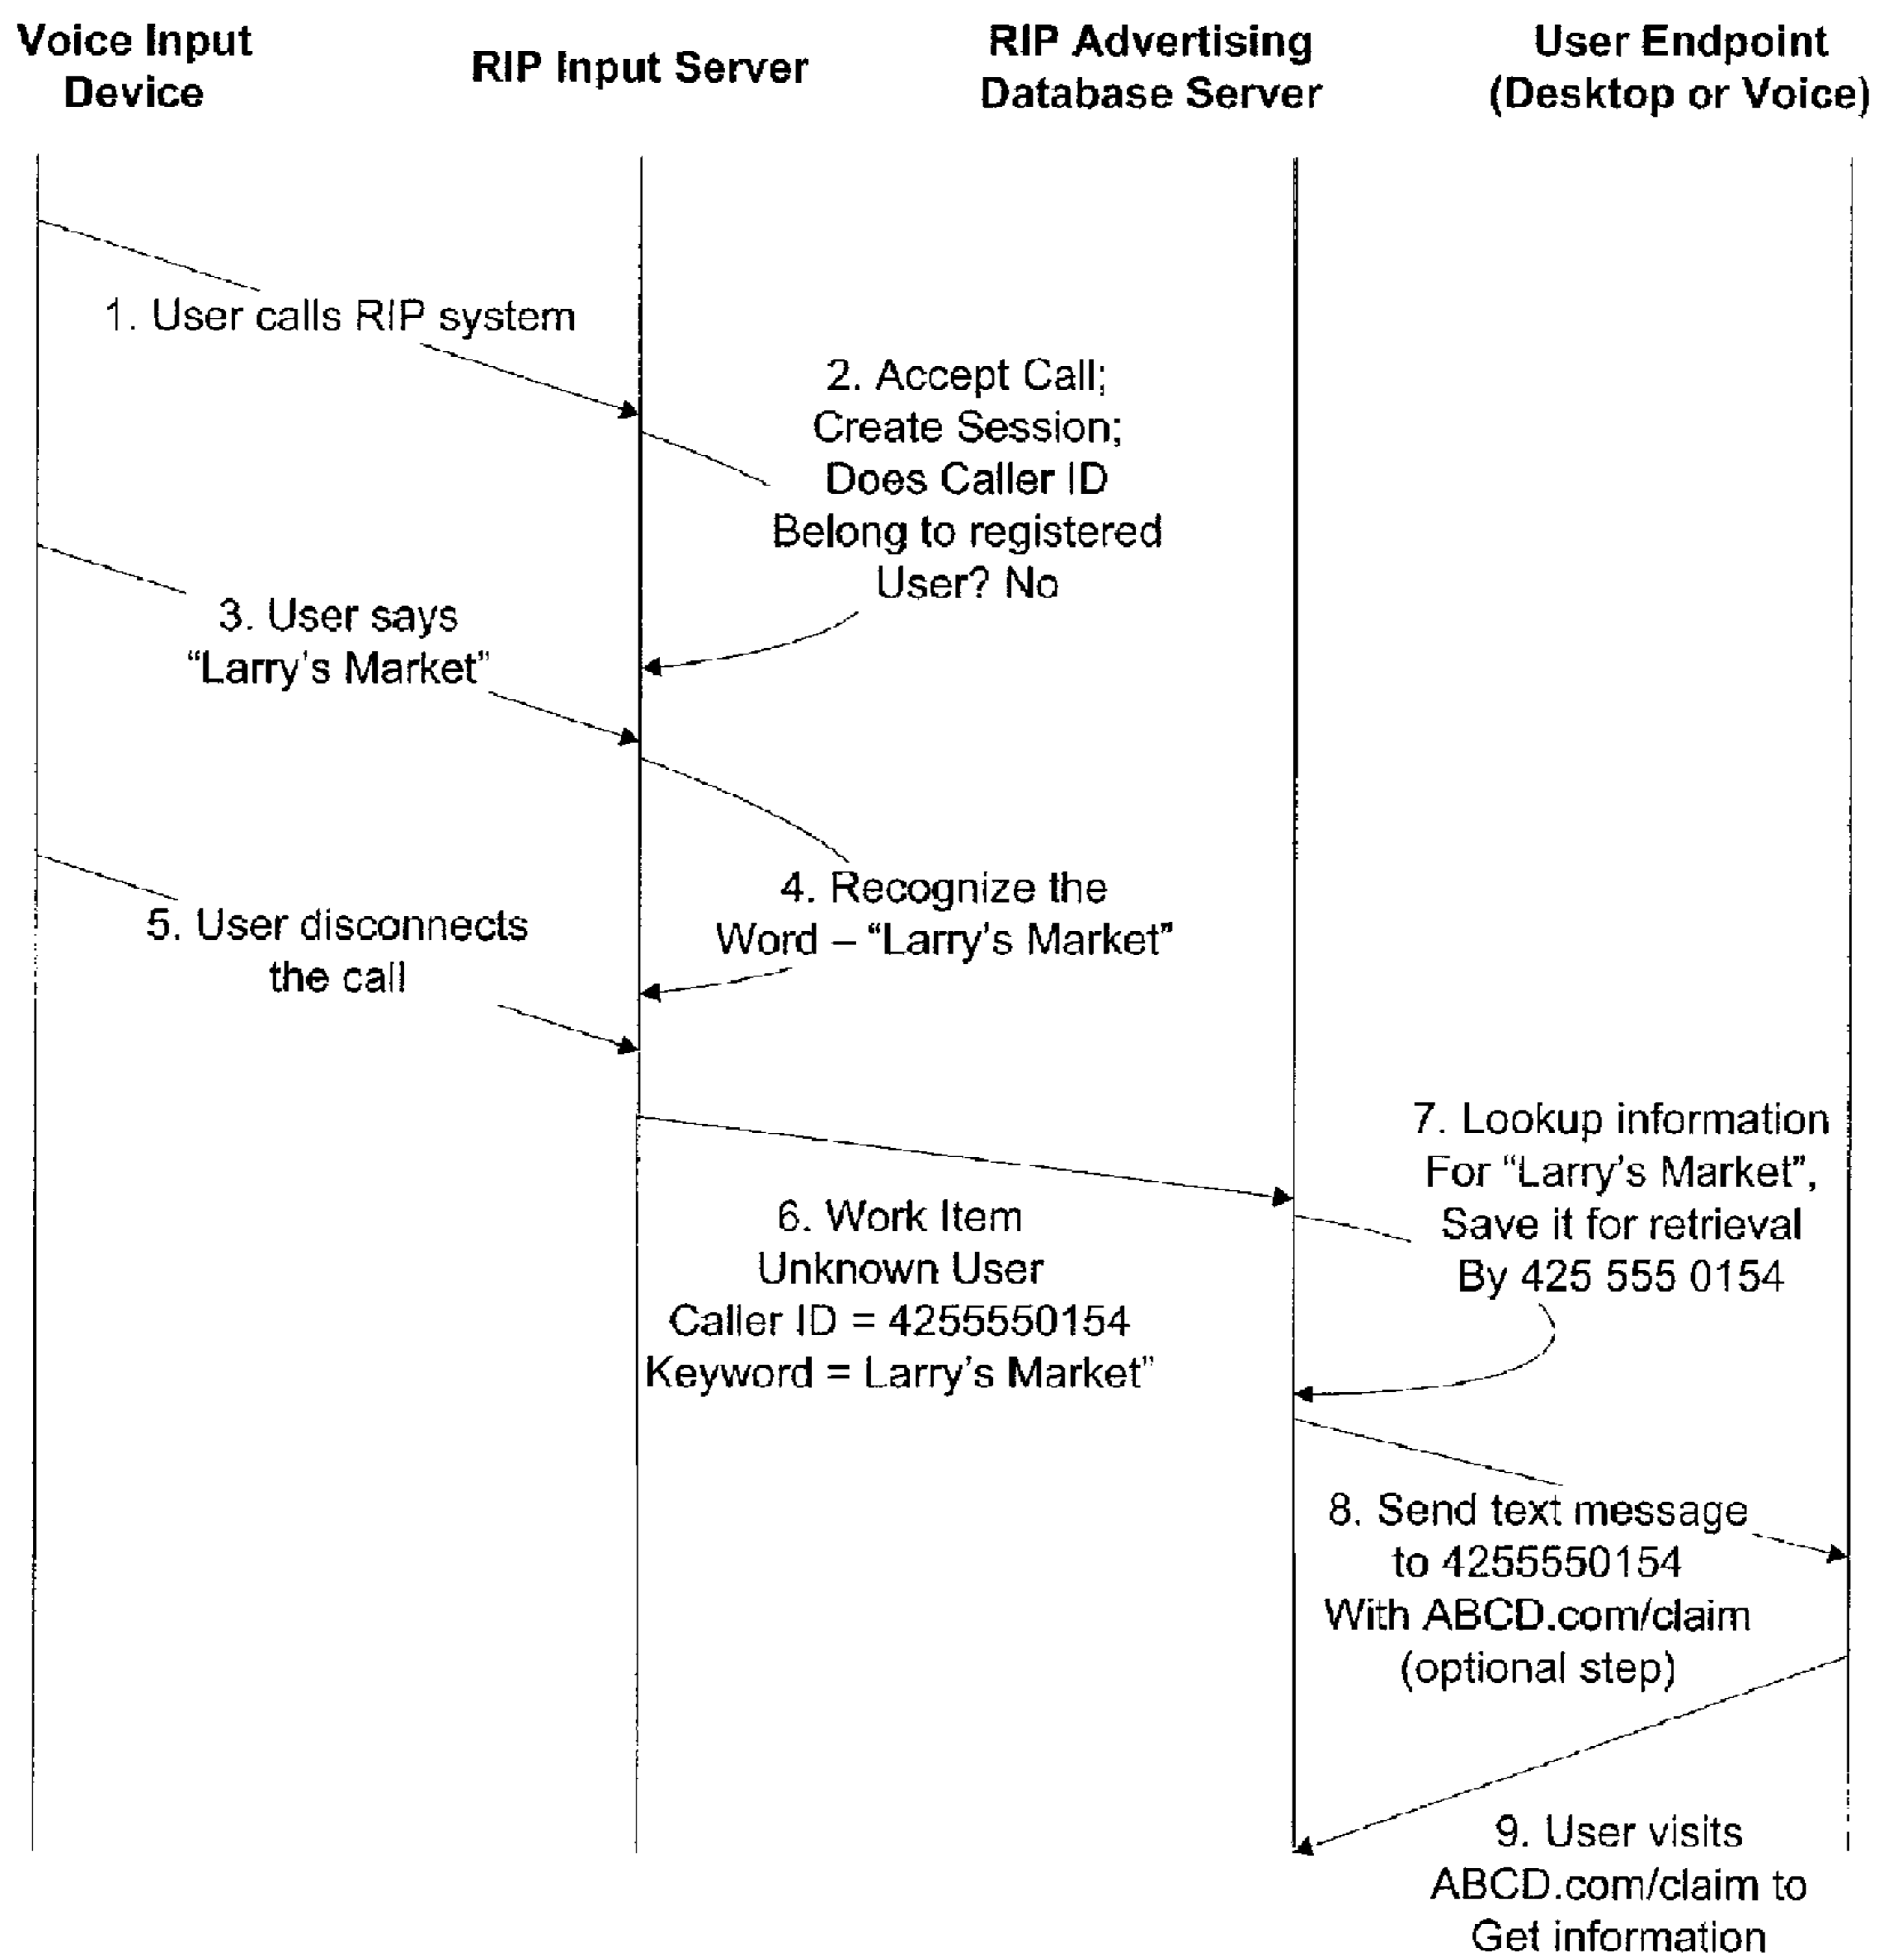 Voice Input
Device
RIP Input Server
RIP Advertising
Database Server
User Endpoint
(Desktop or Voice)
1. User calls RIP system
2. Accept Call;
Create Session;
Does Caller ID
Belong to registered
User? No
3. User says
“Larry’s Market”
4. Recognize the
Word – “Larry’s Market”
5. User disconnects
the call
6. Work Item
Unknown User
Caller ID = 4255550154
Keyword = Larry’s Market”
7. Lookup information
For “Larry’s Market”,
Save it for retrieval
By 425 555 0154
8. Send text message
to 4255550154
With ABCD.com/claim
(optional step)
9. User visits
ABCD.com/claim to
Get information